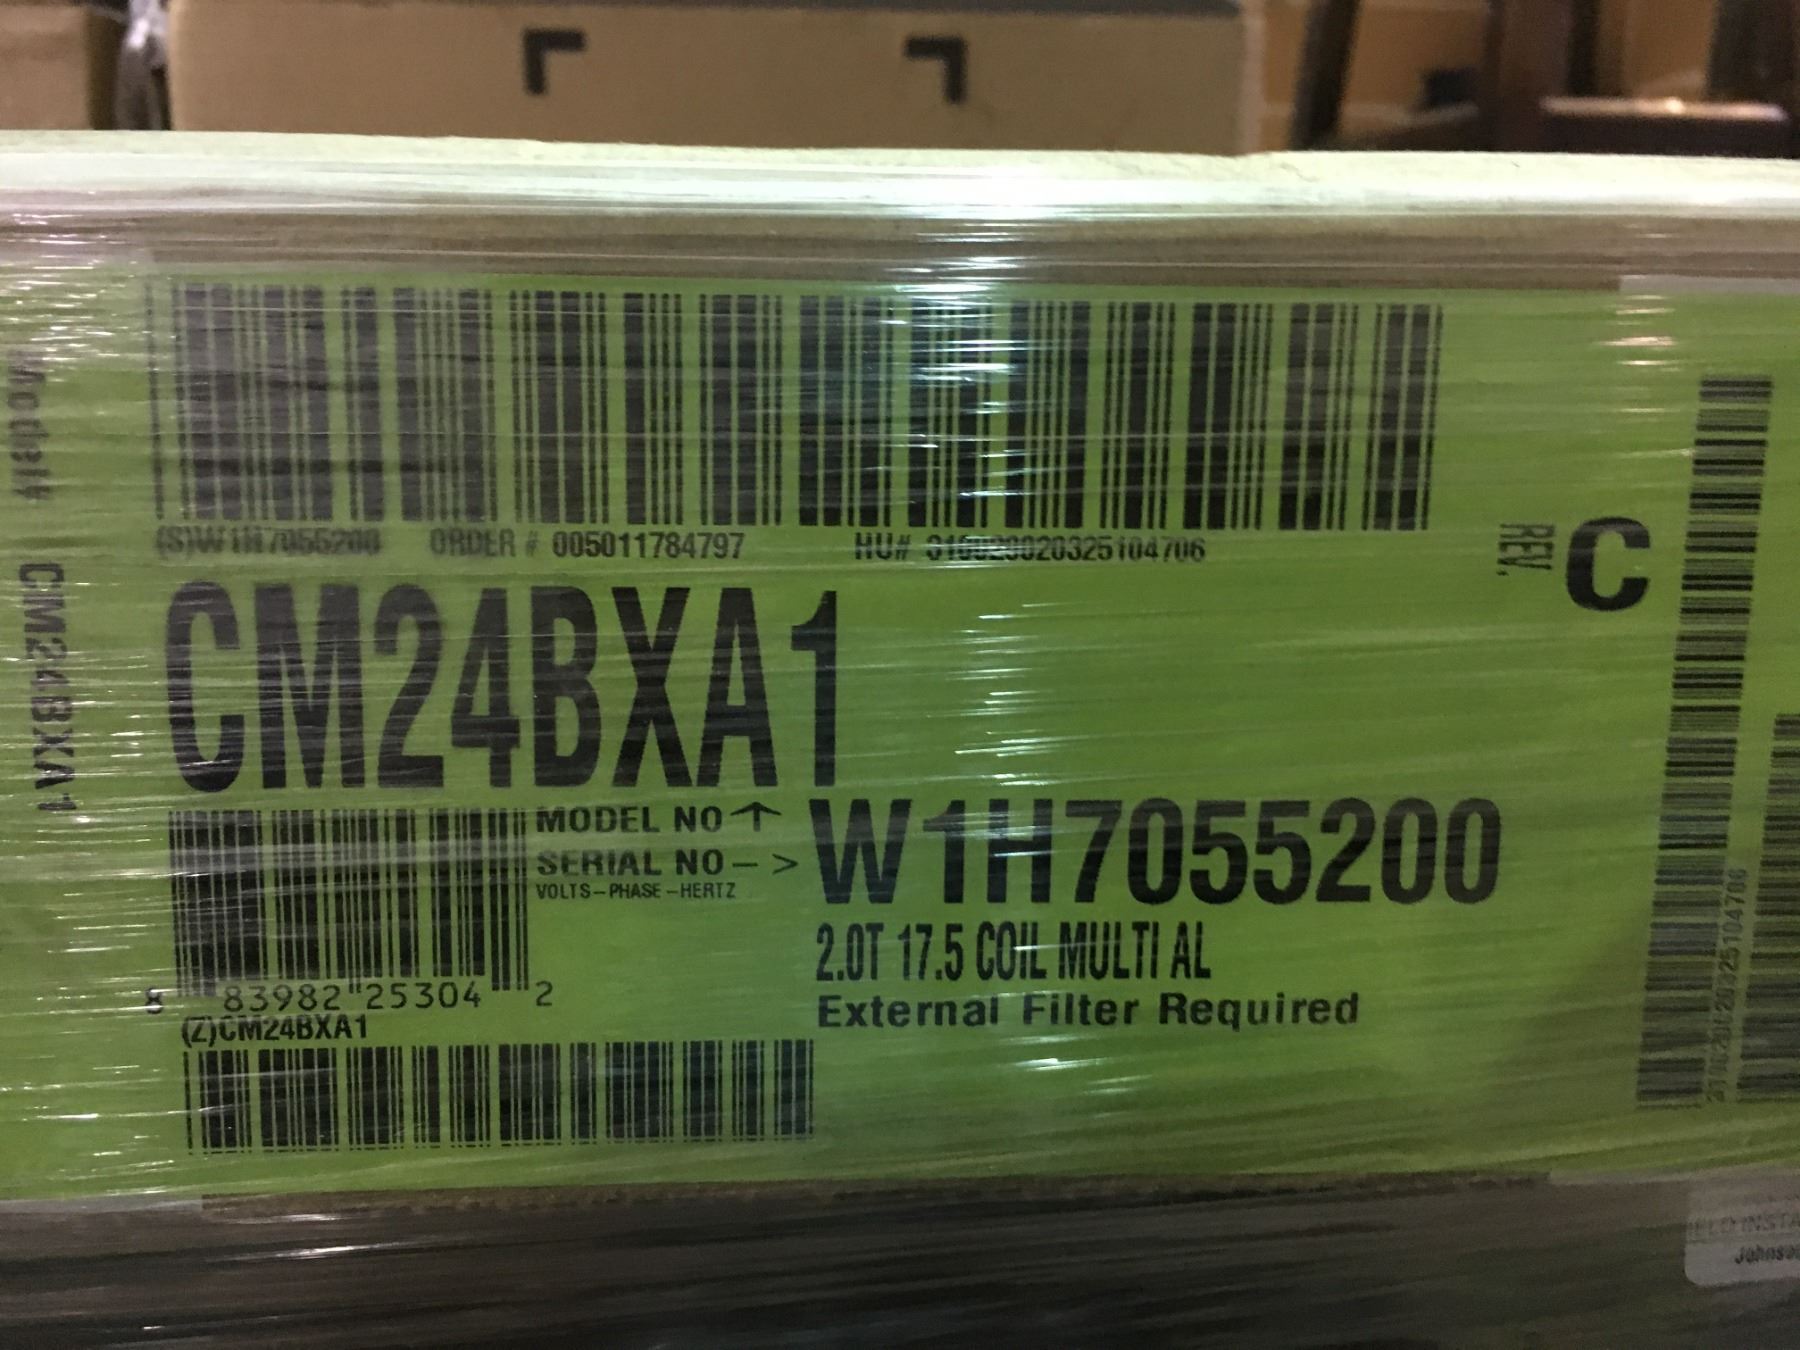 (S)W1H7055200 ORDER # 005011784797 HU#
REV. C
CM24BXA1
MODEL NO
SERIAL NO --> W1H7055200
VOLTS-PHASE-HERTZ
2.0T 17.5 COIL MULTI AL
External Filter Required
8 83982 25304 2
(Z)CM24BXA1
Model# CM24BXA1